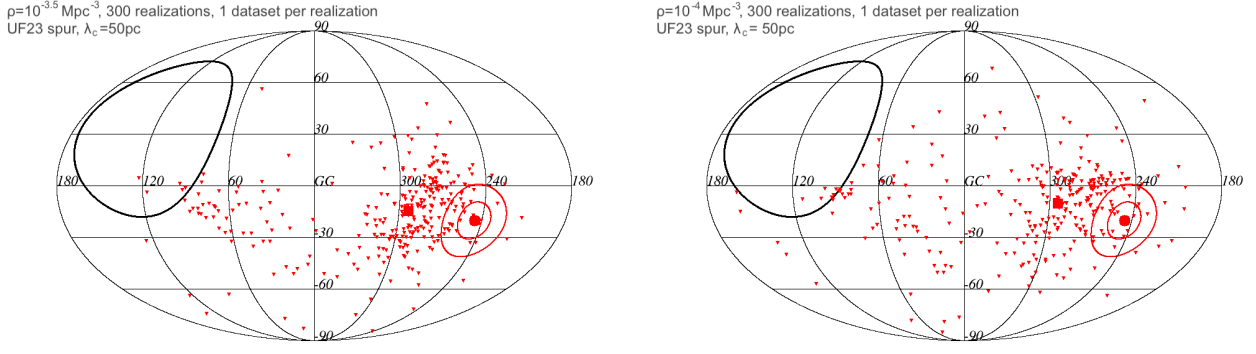 ρ=10^-3.5 Mpc^-3, 300 realizations, 1 dataset per realization
UF23 spur, λc = 50pc
90
60
30
180 120 60 GC 300 240 180
-30
-60
-90
ρ=10^-4 Mpc^-3, 300 realizations, 1 dataset per realization
UF23 spur, λc = 50pc
90
60
30
180 120 60 GC 300 240 180
-30
-60
-90